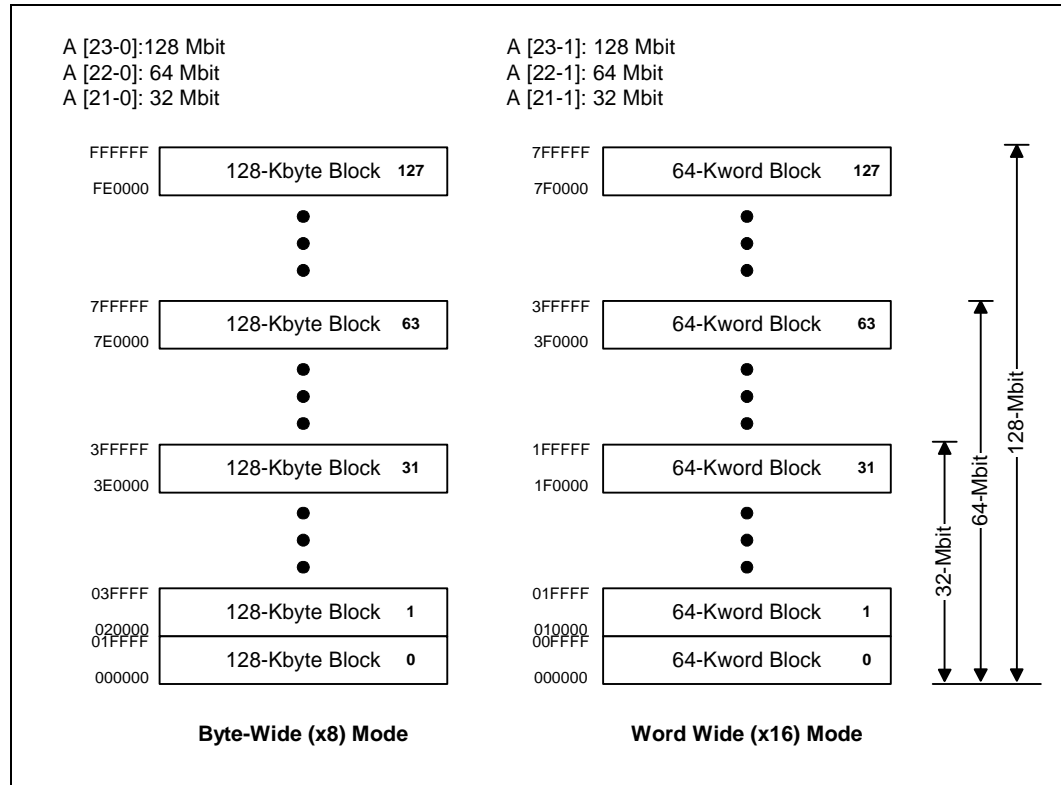 A [23-0]:128 Mbit
A [22-0]: 64 Mbit
A [21-0]: 32 Mbit
A [23-1]: 128 Mbit
A [22-1]: 64 Mbit
A [21-1]: 32 Mbit
FFFFFF
128-Kbyte Block 127
FE0000
7FFFFF
128-Kbyte Block 63
7E0000
3FFFFF
128-Kbyte Block 31
3E0000
03FFFF
128-Kbyte Block 1
020000
01FFFF
128-Kbyte Block 0
000000
Byte-Wide (x8) Mode
7FFFFF
64-Kword Block 127
7F0000
3FFFFF
64-Kword Block 63
3F0000
1FFFFF
64-Kword Block 31
1F0000
01FFFF
64-Kword Block 1
010000
00FFFF
64-Kword Block 0
000000
Word Wide (x16) Mode
32-Mbit
64-Mbit
128-Mbit